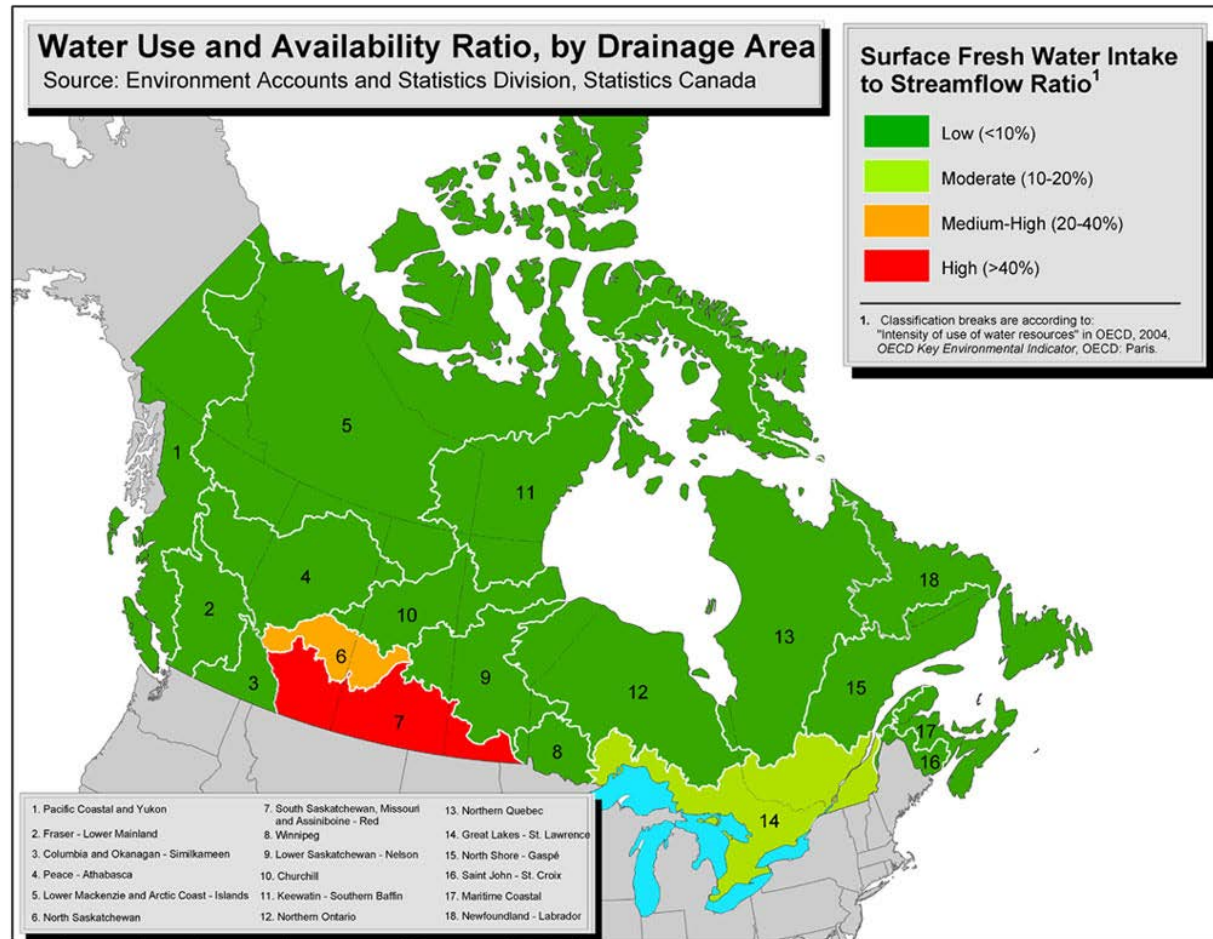 Water Use and Availability Ratio, by Drainage Area
Source: Environment Accounts and Statistics Division, Statistics Canada
Surface Fresh Water Intake
to Streamflow Ratio1
Low (<10%)
Moderate (10-20%)
Medium-High (20-40%)
High (>40%)
1. Classification breaks are according to:
"Intensity of use of water resources" in OECD, 2004,
OECD Key Environmental Indicator, OECD: Paris.
5
1
11
4
18
2
10
13
6
9
3
12
15
7
17
8
16
14
1. Pacific Coastal and Yukon
2. Fraser - Lower Mainland
3. Columbia and Okanagan - Similkameen
4. Peace - Athabasca
5. Lower Mackenzie and Arctic Coast - Islands
6. North Saskatchewan
7. South Saskatchewan, Missouri
and Assiniboine - Red
8. Winnipeg
9. Lower Saskatchewan - Nelson
10. Churchill
11. Keewatin - Southern Baffin
12. Northern Ontario
13. Northern Quebec
14. Great Lakes - St. Lawrence
15. North Shore - Gaspé
16. Saint John - St. Croix
17. Maritime Coastal
18. Newfoundland - Labrador